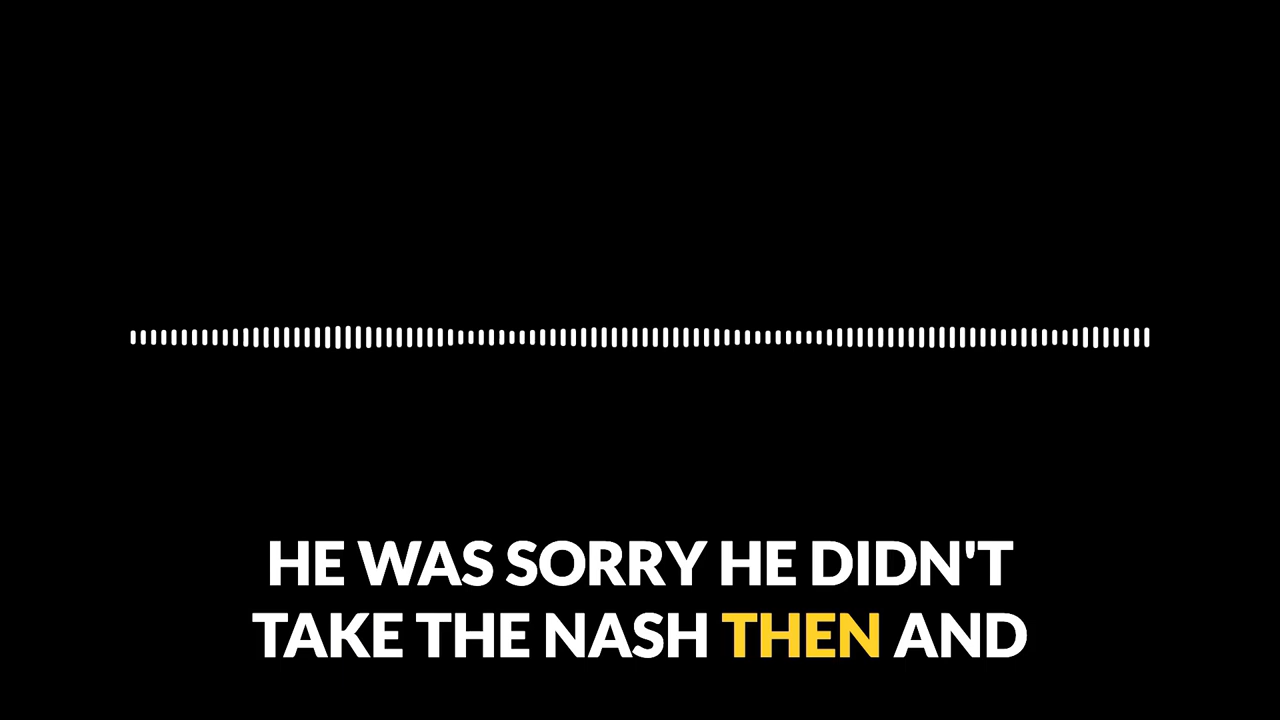 HE WAS SORRY HE DIDN'T
TAKE THE NASH THEN AND